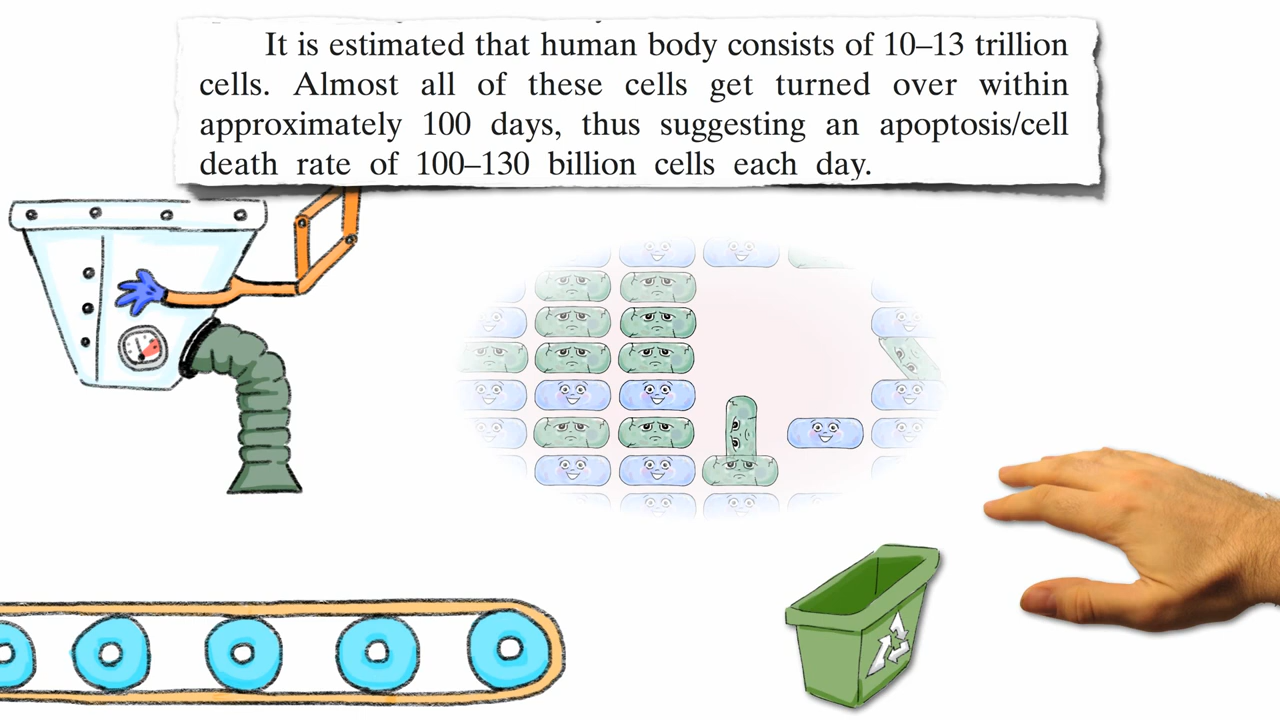 It is estimated that human body consists of 10–13 trillion
cells. Almost all of these cells get turned over within
approximately 100 days, thus suggesting an apoptosis/cell
death rate of 100–130 billion cells each day.